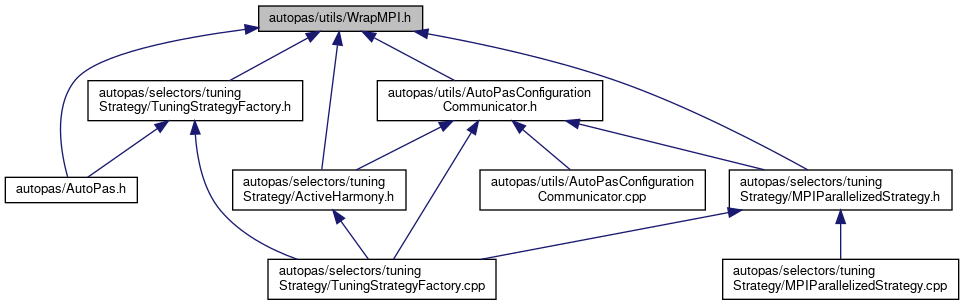 autopas/utils/WrapMPI.h
autopas/selectors/tuning
Strategy/TuningStrategyFactory.h
autopas/utils/AutoPasConfiguration
Communicator.h
autopas/AutoPas.h
autopas/selectors/tuning
Strategy/ActiveHarmony.h
autopas/utils/AutoPasConfiguration
Communicator.cpp
autopas/selectors/tuning
Strategy/MPIParallelizedStrategy.h
autopas/selectors/tuning
Strategy/TuningStrategyFactory.cpp
autopas/selectors/tuning
Strategy/MPIParallelizedStrategy.cpp